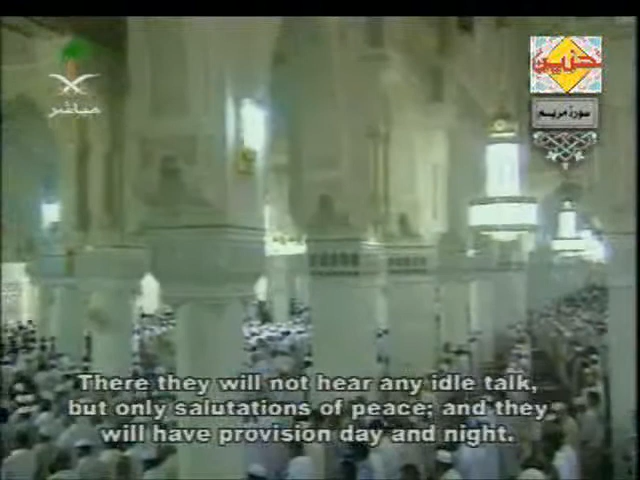 مباشر
حزين
سورة مريم
There they will not hear any idle talk,
but only salutations of peace; and they
will have provision day and night.